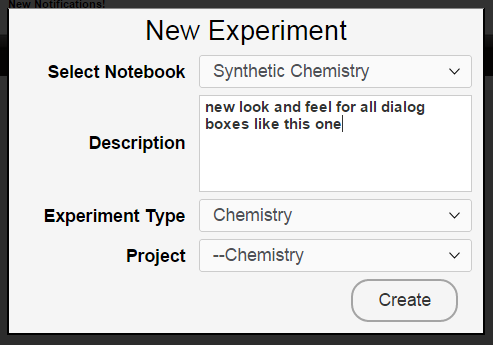 New Notifications!
New Experiment
Select Notebook
Synthetic Chemistry
Description
new look and feel for all dialog
boxes like this one
Experiment Type
Chemistry
Project
--Chemistry
Create